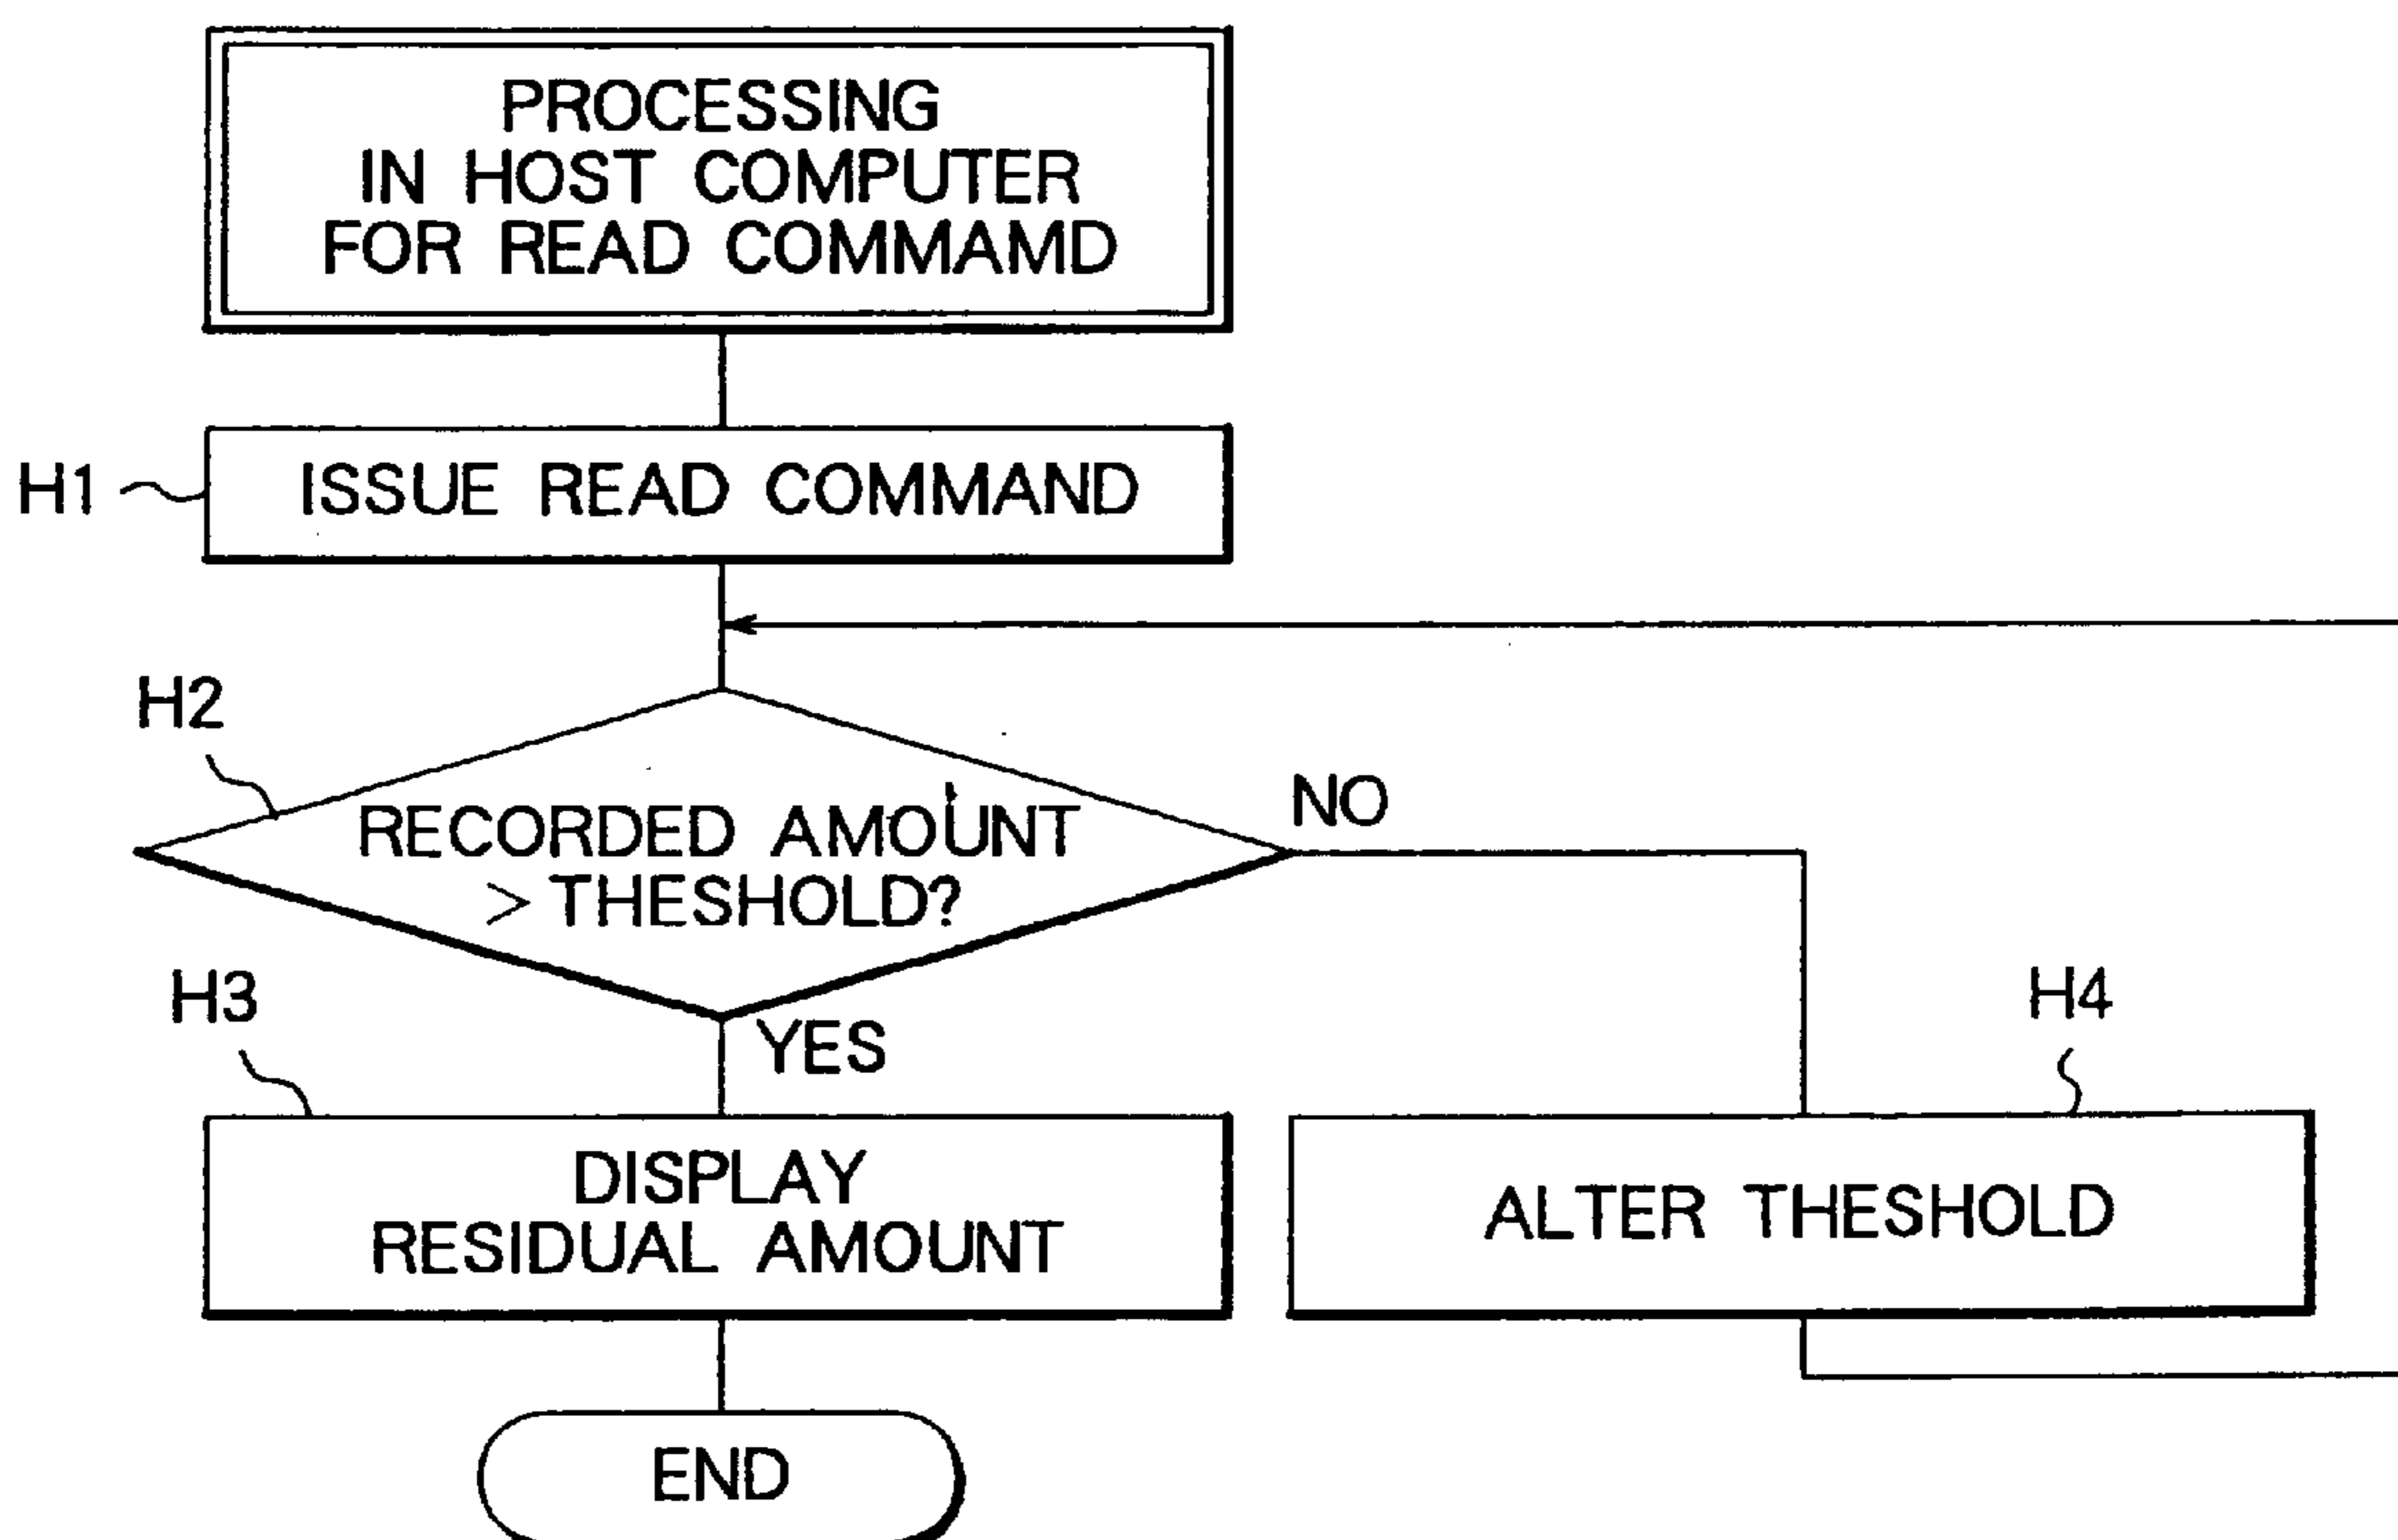 PROCESSING
IN HOST COMPUTER
FOR READ COMMAMD
H1
ISSUE READ COMMAND
H2
RECORDED AMOUNT
> THESHOLD?
NO
YES
H3
DISPLAY
RESIDUAL AMOUNT
H4
ALTER THESHOLD
END